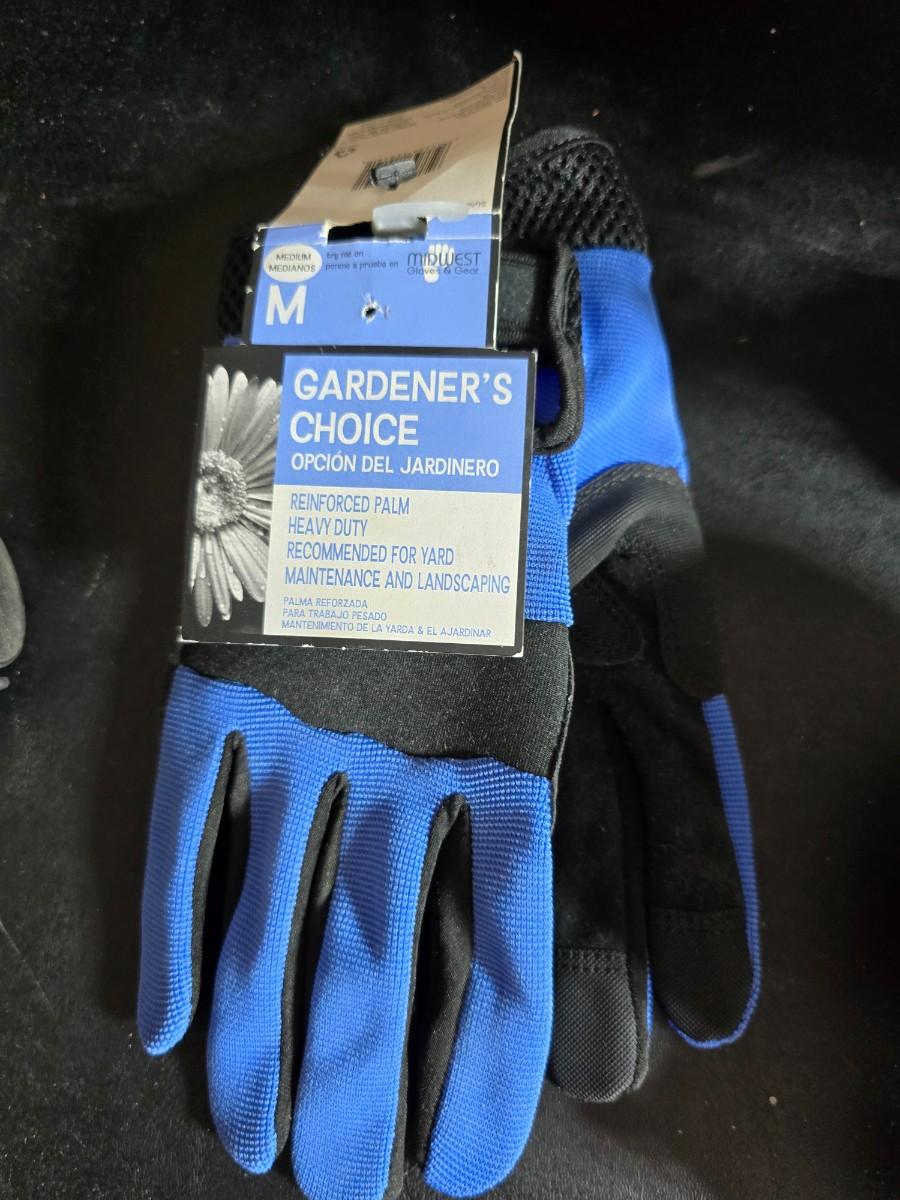 MEDIUM
MEDIANOS
M
try me on
ponme a prueba en
MIDWEST
Gloves & Gear
GARDENER'S
CHOICE
OPCIÓN DEL JARDINERO
REINFORCED PALM
HEAVY DUTY
RECOMMENDED FOR YARD
MAINTENANCE AND LANDSCAPING
PALMA REFORZADA
PARA TRABAJO PESADO
MANTENIMIENTO DE LA YARDA & EL AJARDINAR